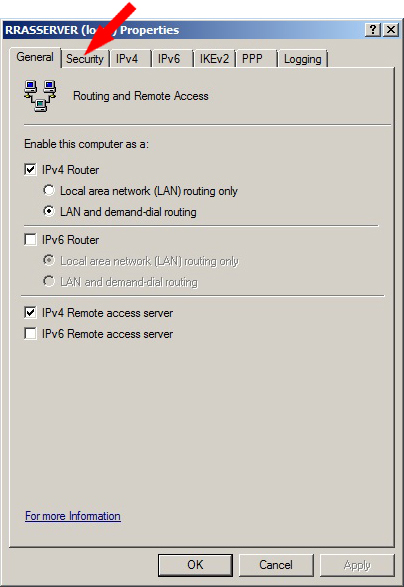 RRASSERVER (loc Properties
General Security IPv4 IPv6 IKEv2 PPP Logging
Routing and Remote Access
Enable this computer as a:
IPv4 Router
Local area network (LAN) routing only
LAN and demand-dial routing
IPv6 Router
Local area network (LAN) routing only
LAN and demand-dial routing
IPv4 Remote access server
IPv6 Remote access server
For more Information
OK Cancel Apply